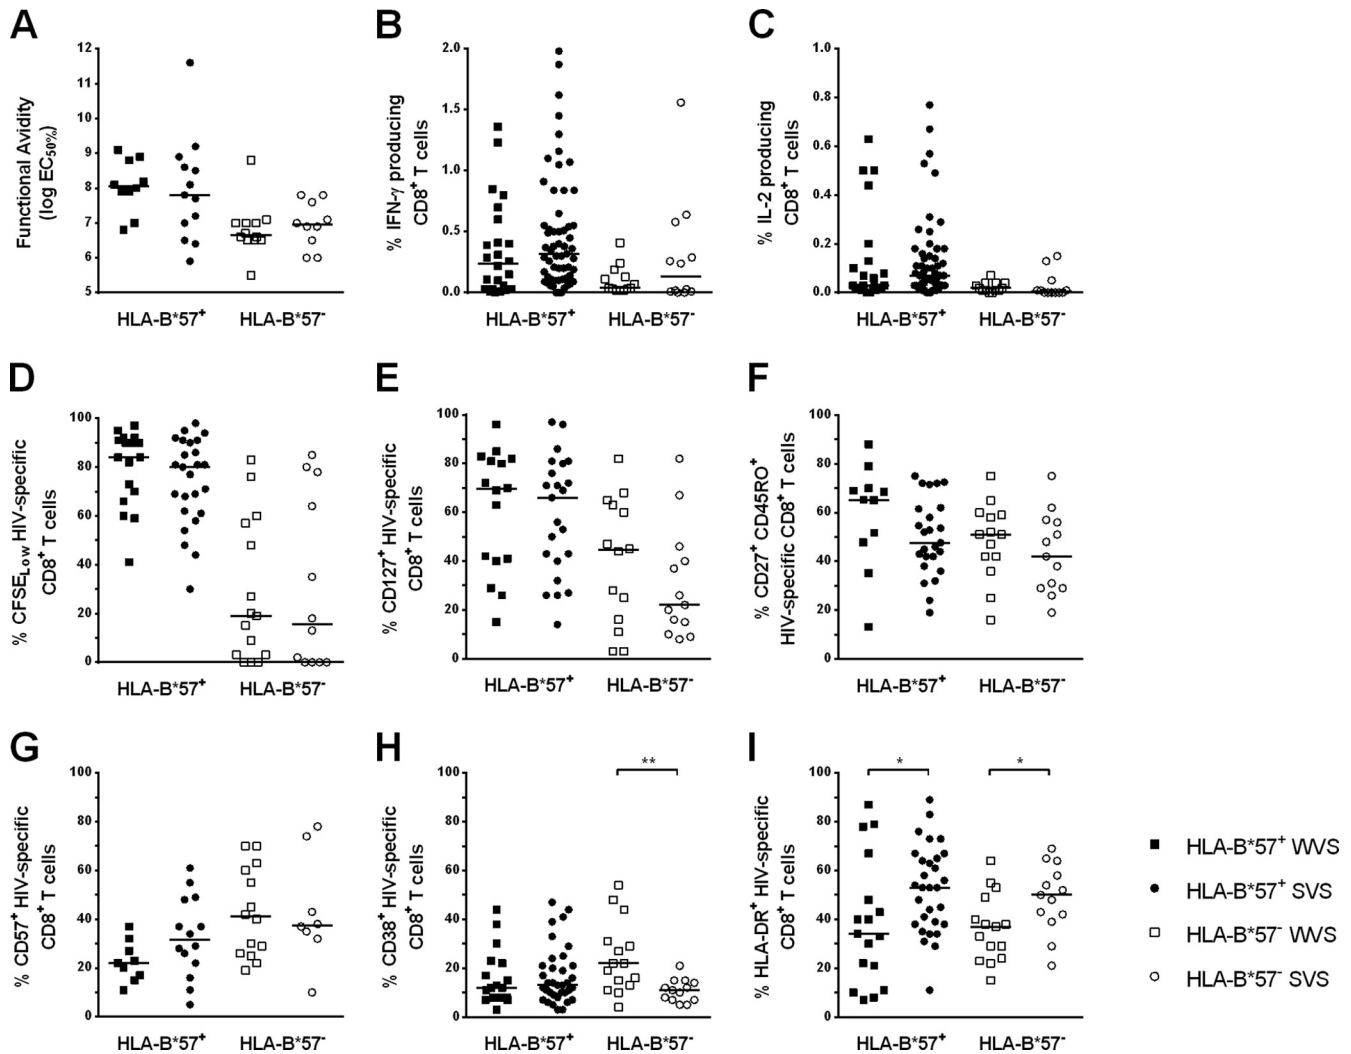 A
Functional Avidity
(log EC50%)
12
11
10
9
8
7
6
5
HLA-B*57+
HLA-B*57-
B
% IFN-γ producing
CD8+ T cells
2.0
1.5
1.0
0.5
0.0
HLA-B*57+
HLA-B*57-
C
% IL-2 producing
CD8+ T cells
1.0
0.8
0.6
0.4
0.2
0.0
HLA-B*57+
HLA-B*57-
D
% CFSELow HIV-specific
CD8+ T cells
100
80
60
40
20
0
HLA-B*57+
HLA-B*57-
E
% CD127+ HIV-specific
CD8+ T cells
100
80
60
40
20
0
HLA-B*57+
HLA-B*57-
F
% CD27+ CD45RO+
HIV-specific CD8+ T cells
100
80
60
40
20
0
HLA-B*57+
HLA-B*57-
G
% CD57+ HIV-specific
CD8+ T cells
100
80
60
40
20
0
HLA-B*57+
HLA-B*57-
H
% CD38+ HIV-specific
CD8+ T cells
100
80
60
40
20
0
**
HLA-B*57+
HLA-B*57-
I
% HLA-DR+ HIV-specific
CD8+ T cells
100
80
60
40
20
0
*
*
HLA-B*57+
HLA-B*57-
HLA-B*57+ WVS
HLA-B*57+ SVS
HLA-B*57- WVS
HLA-B*57- SVS